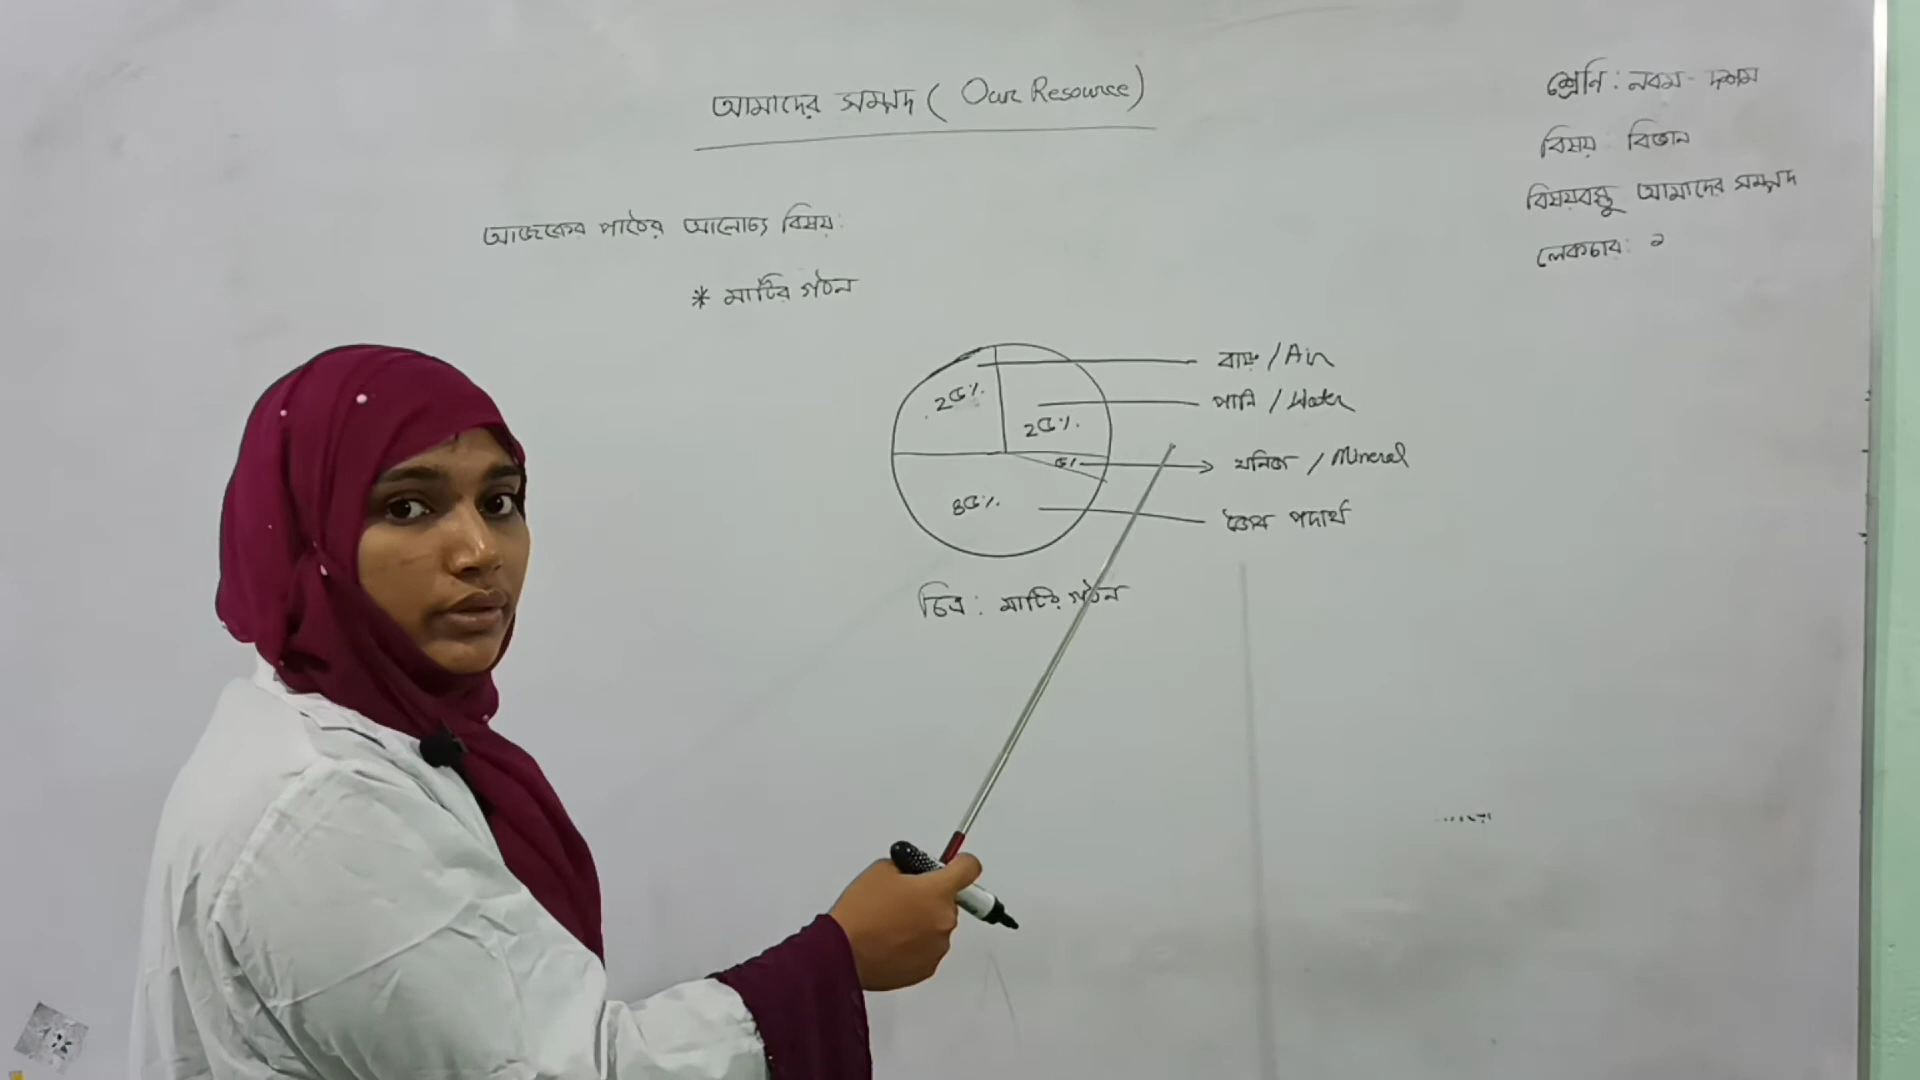 আমাদের সম্পদ ( Our Resource)
শ্রেণি : নবম - দশম
বিষয় : বিজ্ঞান
বিষয়বস্তু আমাদের সম্পদ
লেকচার: ২
আজকের পাঠের আলোচ্য বিষয়:
* মাটির গঠন
২৫%
২৫%
৫%
৪৫%
বায়ু / Air
পানি / Water
খনিজ / Mineral
জৈব পদার্থ
চিত্র : মাটির গঠন